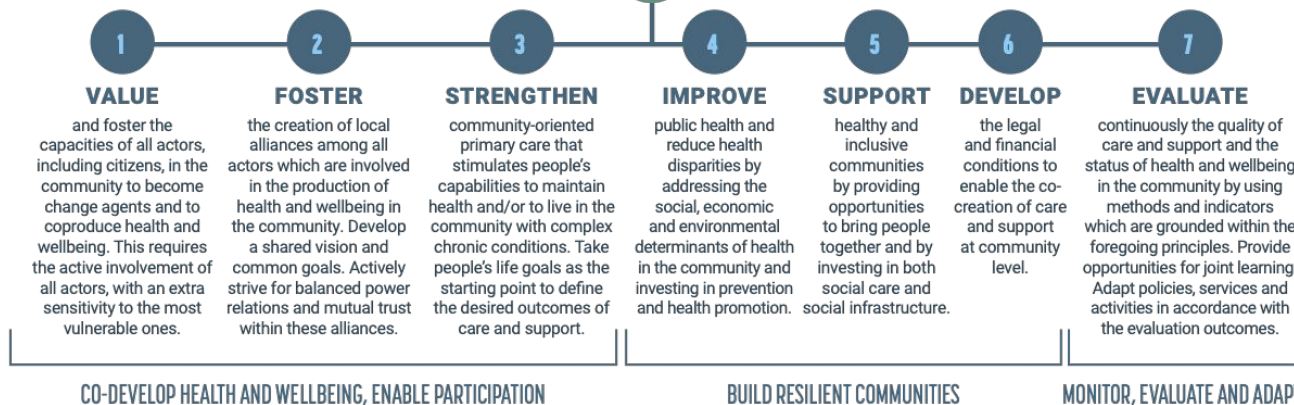 1
VALUE
and foster the
capacities of all actors,
including citizens, in the
community to become
change agents and to
coproduce health and
wellbeing. This requires
the active involvement of
all actors, with an extra
sensitivity to the most
vulnerable ones.
2
FOSTER
the creation of local
alliances among all
actors which are involved
in the production of
health and wellbeing in
the community. Develop
a shared vision and
common goals. Actively
strive for balanced power
relations and mutual trust
within these alliances.
3
STRENGTHEN
community-oriented
primary care that
stimulates people's
capabilities to maintain
health and/or to live in the
community with complex
chronic conditions. Take
people's life goals as the
starting point to define
the desired outcomes of
care and support.
CO-DEVELOP HEALTH AND WELLBEING, ENABLE PARTICIPATION
4
IMPROVE
public health and
reduce health
disparities by
addressing the
social, economic
and environmental
determinants of health
in the community and
investing in prevention
and health promotion.
5
SUPPORT
healthy and
inclusive
communities
by providing
opportunities
to bring people
together and by
investing in both
social care and
social infrastructure.
6
DEVELOP
the legal
and financial
conditions to
enable the co-
creation of care
and support
at community
level.
BUILD RESILIENT COMMUNITIES
7
EVALUATE
continuously the quality of
care and support and the
status of health and wellbeing
in the community by using
methods and indicators
which are grounded within the
foregoing principles. Provide
opportunities for joint learning
Adapt policies, services and
activities in accordance with
the evaluation outcomes.
MONITOR, EVALUATE AND ADAPT